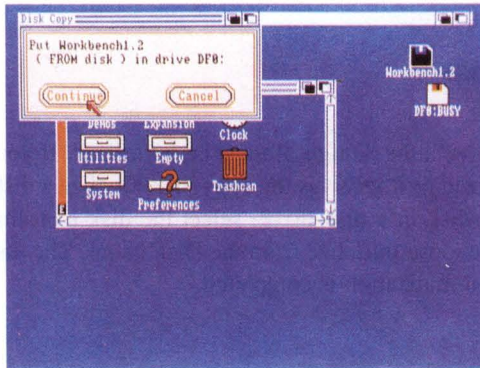 Disk Copy
Put Workbench1.2
( FROM disk ) in drive DF0:
Continue
Cancel
Workbench1.2
DF0:BUSY
Demos
Expansion
Clock
Utilities
Empty
Trashcan
System
Preferences